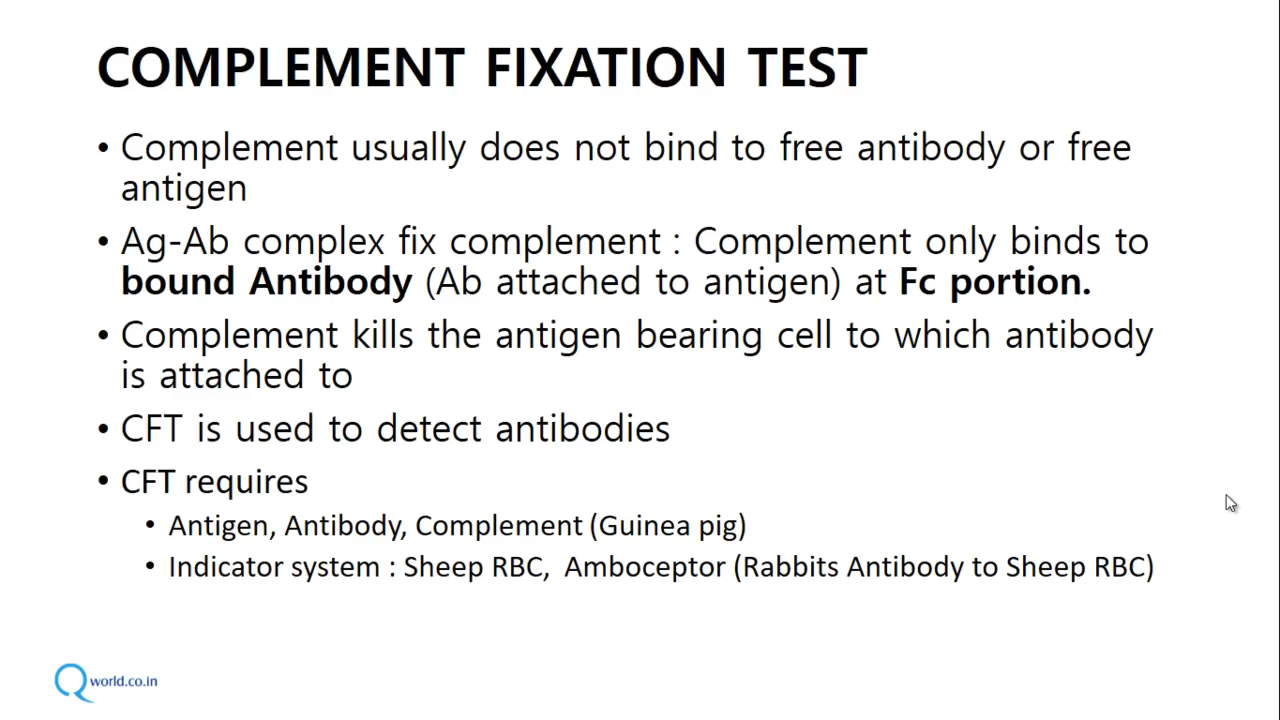 COMPLEMENT FIXATION TEST
• Complement usually does not bind to free antibody or free
antigen
• Ag-Ab complex fix complement : Complement only binds to
bound Antibody (Ab attached to antigen) at Fc portion.
• Complement kills the antigen bearing cell to which antibody
is attached to
• CFT is used to detect antibodies
• CFT requires
• Antigen, Antibody, Complement (Guinea pig)
• Indicator system : Sheep RBC, Amboceptor (Rabbits Antibody to Sheep RBC)
Qworld.co.in